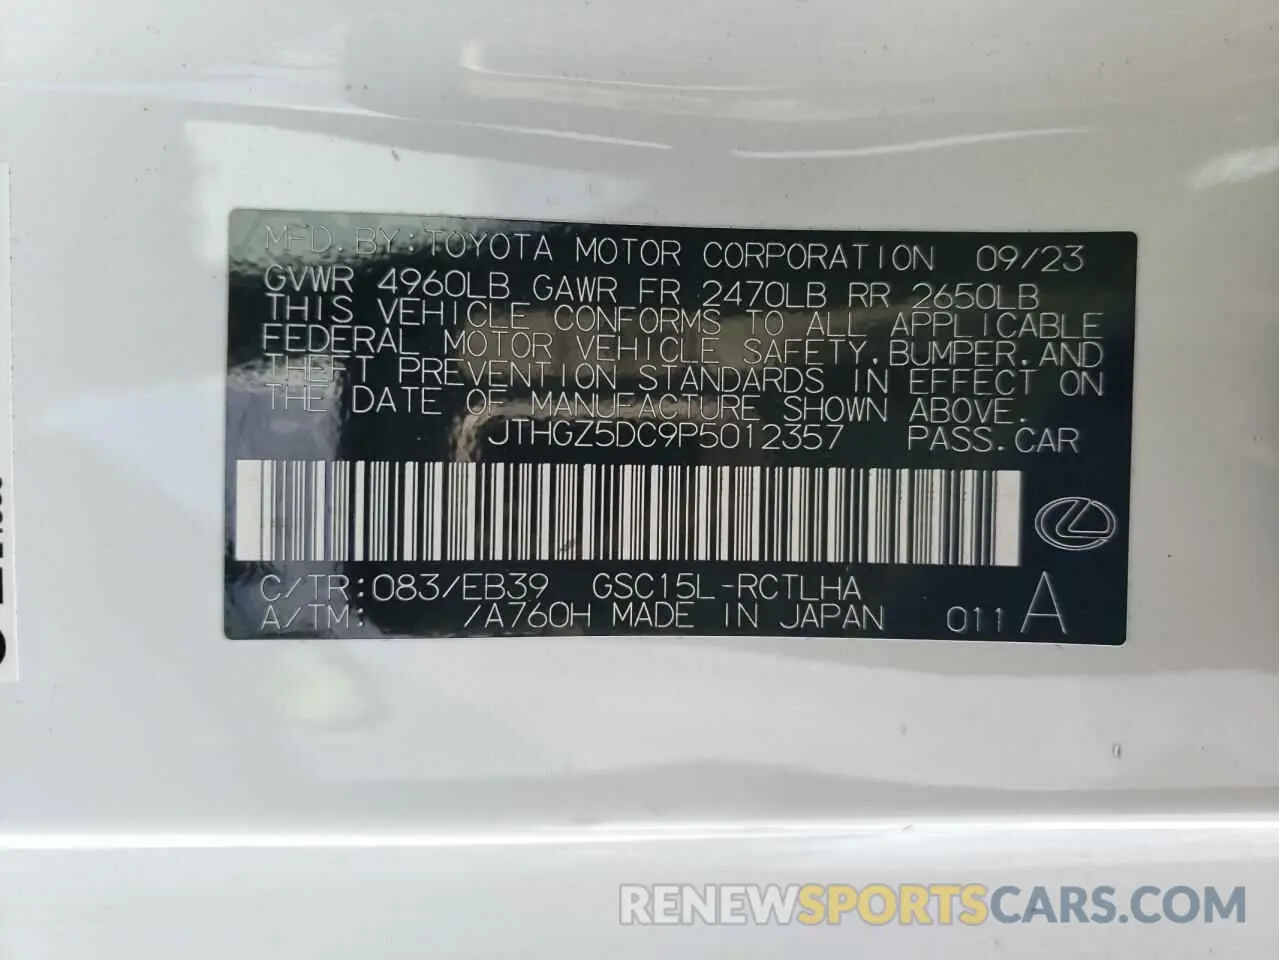 MFD. BY: TOYOTA MOTOR CORPORATION 09/23
GVWR 4960LB GAWR FR 2470LB RR 2650LB
THIS VEHICLE CONFORMS TO ALL APPLICABLE
FEDERAL MOTOR VEHICLE SAFETY, BUMPER, AND
THEFT PREVENTION STANDARDS IN EFFECT ON
THE DATE OF MANUFACTURE SHOWN ABOVE.
JTHGZ5DC9P5012357 PASS. CAR
C/TR: 083/EB39 GSC15L-RCTLHA
A/TM: /A760H MADE IN JAPAN 011 A
RENEWSPORTSCARS.COM